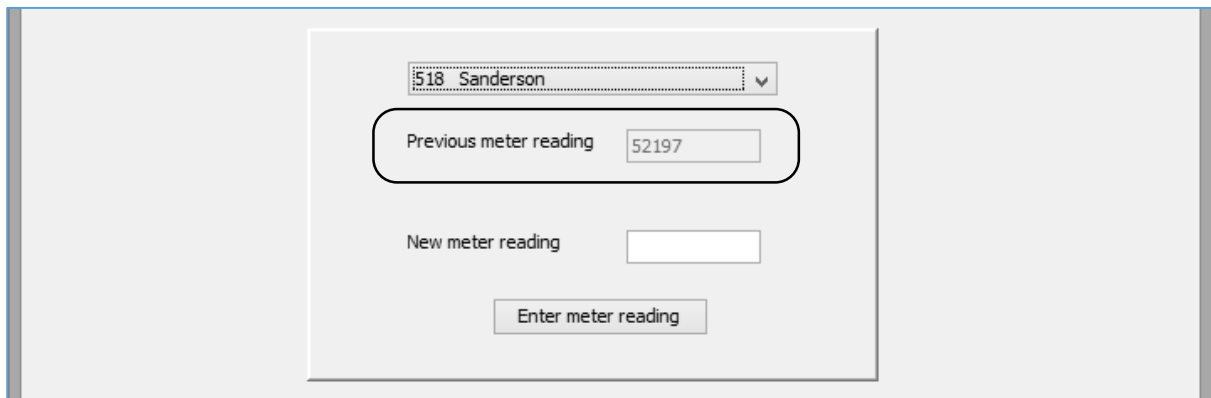 518 Sanderson
Previous meter reading 52197
New meter reading
Enter meter reading